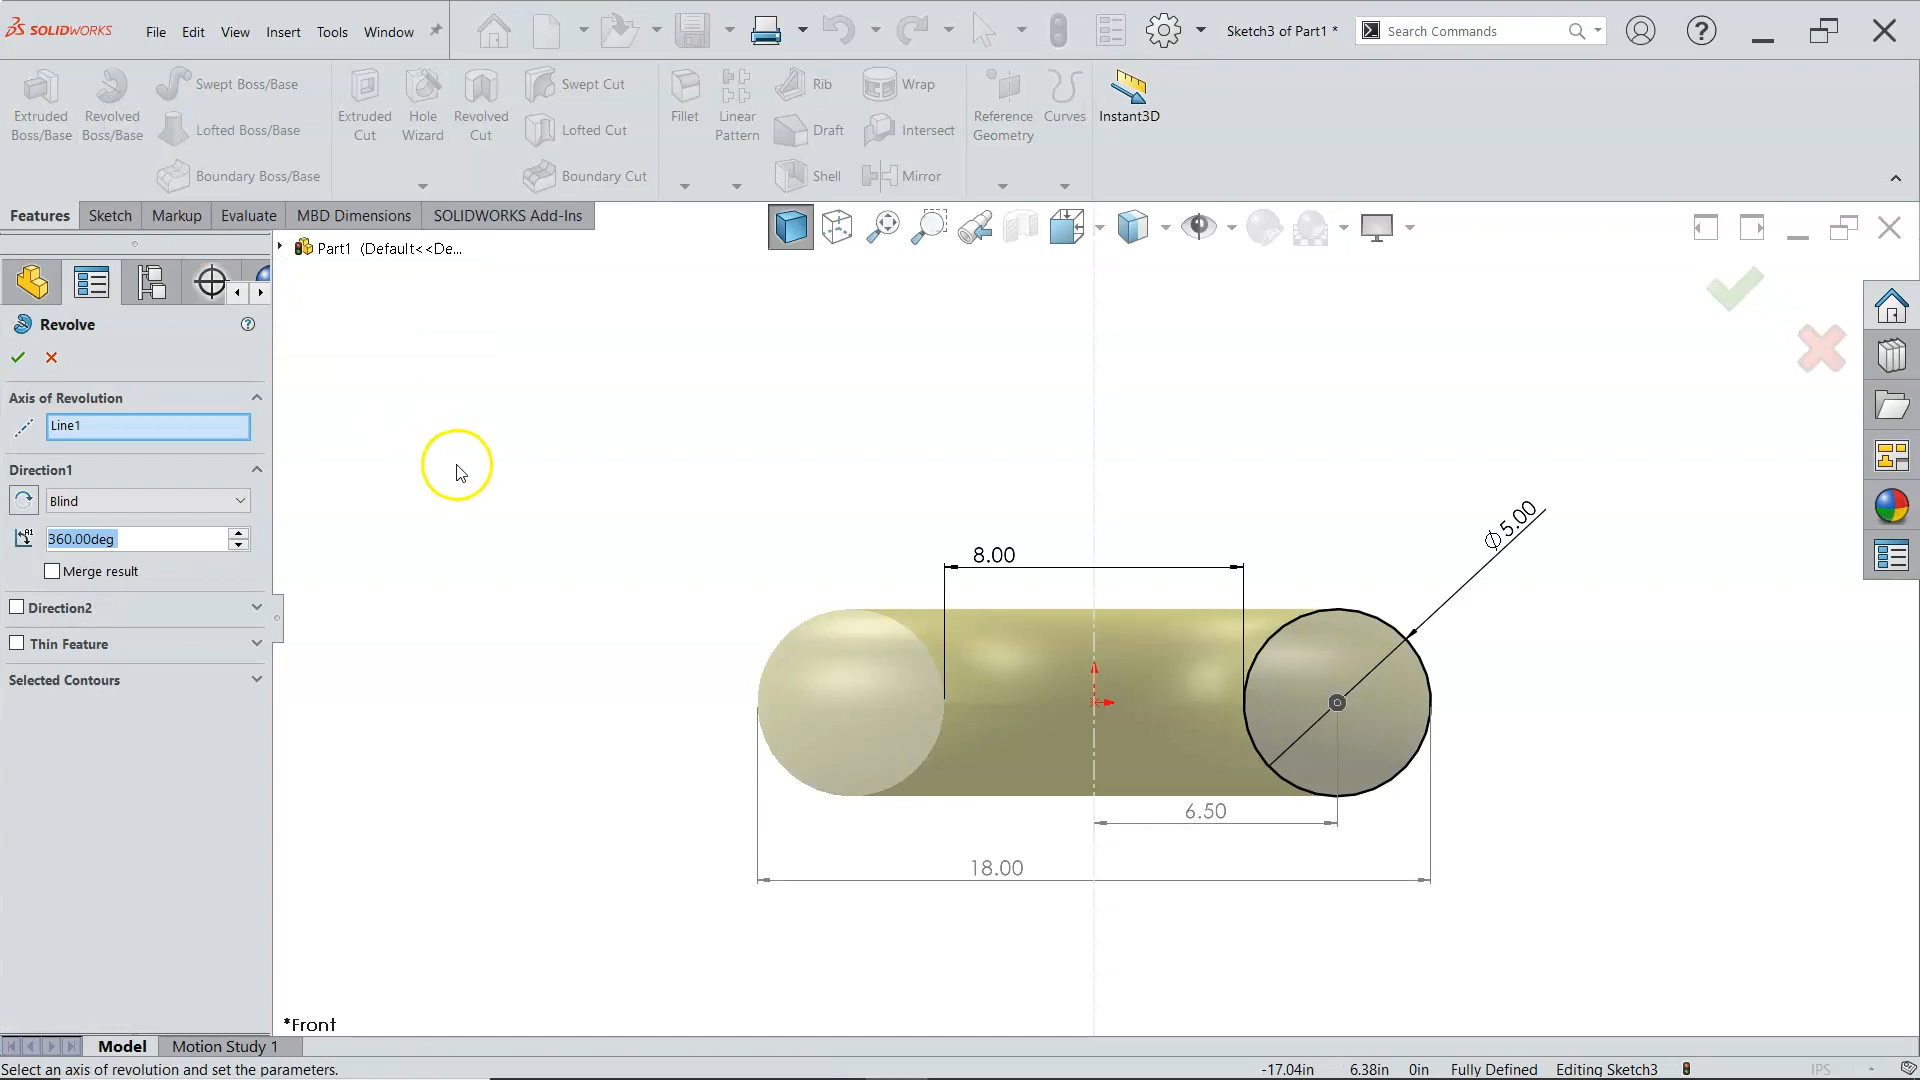 SOLIDWORKS File Edit View Insert Tools Window Sketch3 of Part1 * Search Commands
Extruded Boss/Base
Revolved Boss/Base
Swept Boss/Base
Lofted Boss/Base
Boundary Boss/Base
Extruded Cut
Hole Wizard
Revolved Cut
Swept Cut
Lofted Cut
Boundary Cut
Fillet
Linear Pattern
Rib
Draft
Shell
Wrap
Intersect
Mirror
Reference Geometry
Curves
Instant3D
Features Sketch Markup Evaluate MBD Dimensions SOLIDWORKS Add-Ins
Part1 (Default<<De...
Revolve
Axis of Revolution
Line1
Direction1
Blind
360.00deg
Merge result
Direction2
Thin Feature
Selected Contours
∅5.00
8.00
6.50
18.00
*Front
Model Motion Study 1
Select an axis of revolution and set the parameters. -17.04in 6.38in 0in Fully Defined Editing Sketch3 IPS